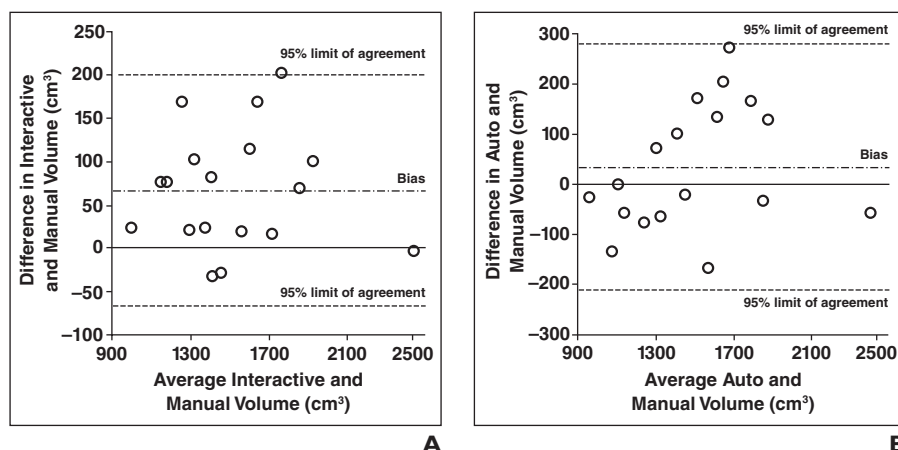 Difference in Interactive
and Manual Volume (cm³)
250
200
150
100
50
0
−50
−100
95% limit of agreement
Bias
95% limit of agreement
900 1300 1700 2100 2500
Average Interactive and
Manual Volume (cm³)
A
Difference in Auto and
Manual Volume (cm³)
300
200
100
0
−100
−200
−300
95% limit of agreement
Bias
95% limit of agreement
900 1300 1700 2100 2500
Average Auto and
Manual Volume (cm³)